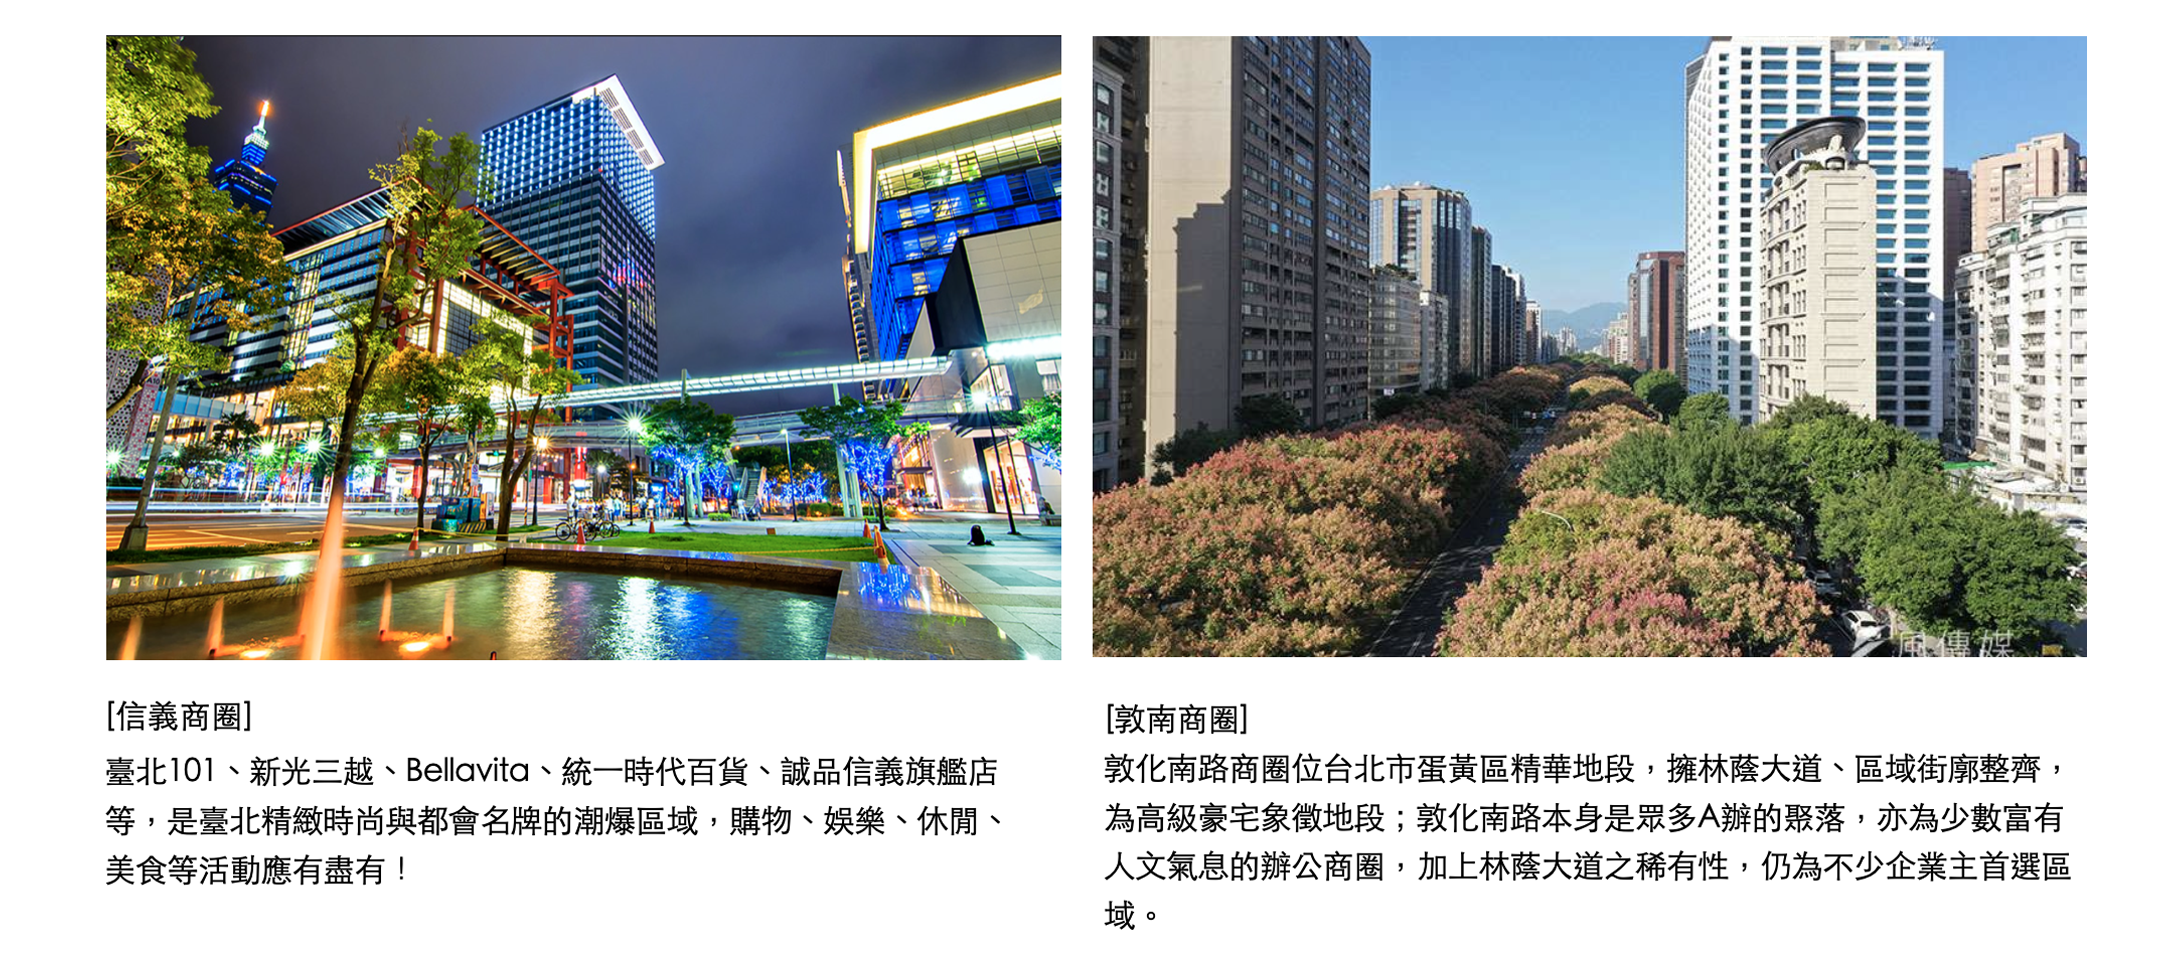 風傳媒
[信義商圈]
臺北101、新光三越、Bellavita、統一時代百貨、誠品信義旗艦店
等，是臺北精緻時尚與都會名牌的潮爆區域，購物、娛樂、休閒、
美食等活動應有盡有！
[敦南商圈]
敦化南路商圈位台北市蛋黃區精華地段，擁林蔭大道、區域街廓整齊，
為高級豪宅象徵地段；敦化南路本身是眾多A辦的聚落，亦為少數富有
人文氣息的辦公商圈，加上林蔭大道之稀有性，仍為不少企業主首選區
域。